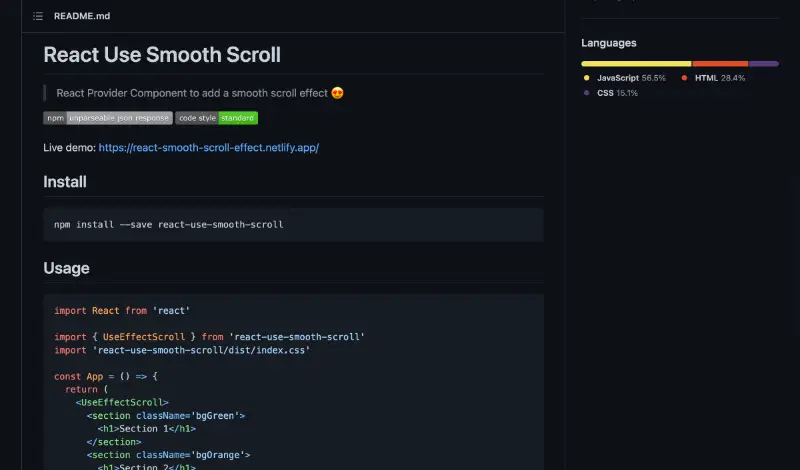 README.md
React Use Smooth Scroll
React Provider Component to add a smooth scroll effect 😍
npm unparseable json response code style standard
Live demo: https://react-smooth-scroll-effect.netlify.app/
Install
npm install --save react-use-smooth-scroll
Usage
import React from 'react'
import { UseEffectScroll } from 'react-use-smooth-scroll'
import 'react-use-smooth-scroll/dist/index.css'
const App = () => {
return (
<UseEffectScroll>
<section className='bgGreen'>
<h1>Section 1</h1>
</section>
<section className='bgOrange'>
<h1>Section 2</h1>
Languages
JavaScript 56.5% HTML 28.4%
CSS 15.1%